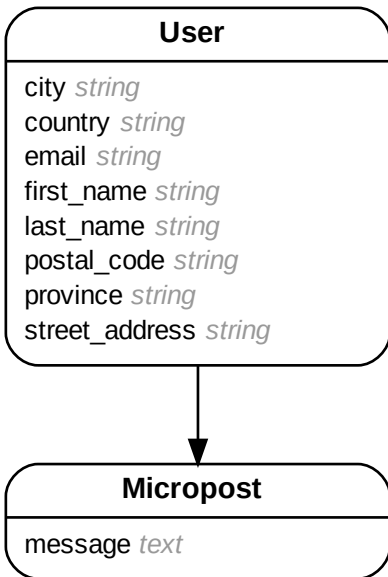 User
city string
country string
email string
first_name string
last_name string
postal_code string
province string
street_address string
Micropost
message text